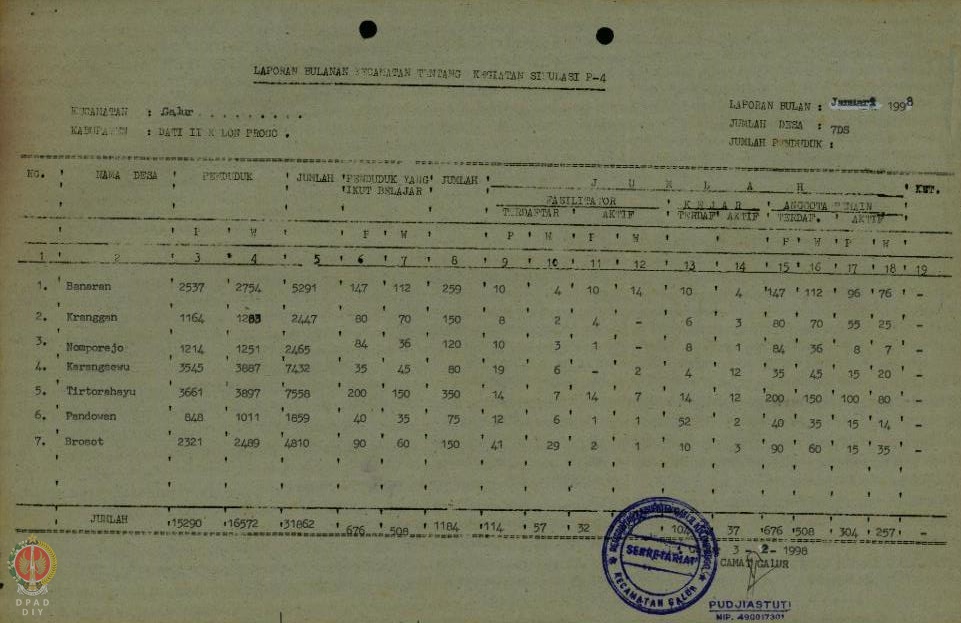 LAPORAN BULANAN KECAMATAN TENTANG KEGIATAN SIMULASI P-4
KECAMATAN : Galur . . . . . . . . .
KABUPATEN : DATI II KULON PROGO .
LAPORAN BULAN : Januari 1998
JUMLAH DESA : 7DS
JUMLAH PENDUDUK :
NO. NAMA DESA PENDUDUK JUMLAH PENDUDUK YANG JUMLAH J U M L A H KET.
IKUT BELAJAR
FASILITATOR K E J A R ANGGOTA
TERDAFTAR AKTIF TERDAF AKTIF TERDAF. AKTIF
P W P W P W P W P W P W
1 2 3 4 5 6 7 8 9 10 11 12 13 14 15 16 17 18 19
1. Banaran 2537 2754 5291 147 112 259 10 4 10 14 10 4 147 112 96 76 -
2. Kranggan 1164 1283 2447 80 70 150 8 2 4 - 6 3 80 70 55 25 -
3. Nomporejo 1214 1251 2465 84 36 120 10 3 1 - 8 1 84 36 8 7 -
4. Karangsewu 3545 3887 7432 35 45 80 19 6 - 2 4 12 35 45 15 20 -
5. Tirtorahayu 3661 3897 7558 200 150 350 14 7 14 7 14 12 200 150 100 80 -
6. Pandowan 848 1011 1859 40 35 75 12 6 1 1 52 2 40 35 15 14 -
7. Brosot 2321 2489 4810 90 60 150 41 29 2 1 10 3 90 60 15 35 -
JUMLAH 15290 16572 31862 676 508 1184 114 57 32 37 676 508 304 257 -
3 - 2 - 1998
CAMAT GALUR
SEKRETARIAT
KECAMATAN GALUR
PUDJIASTUTI
NIP. 490017301
DPAD
DIY